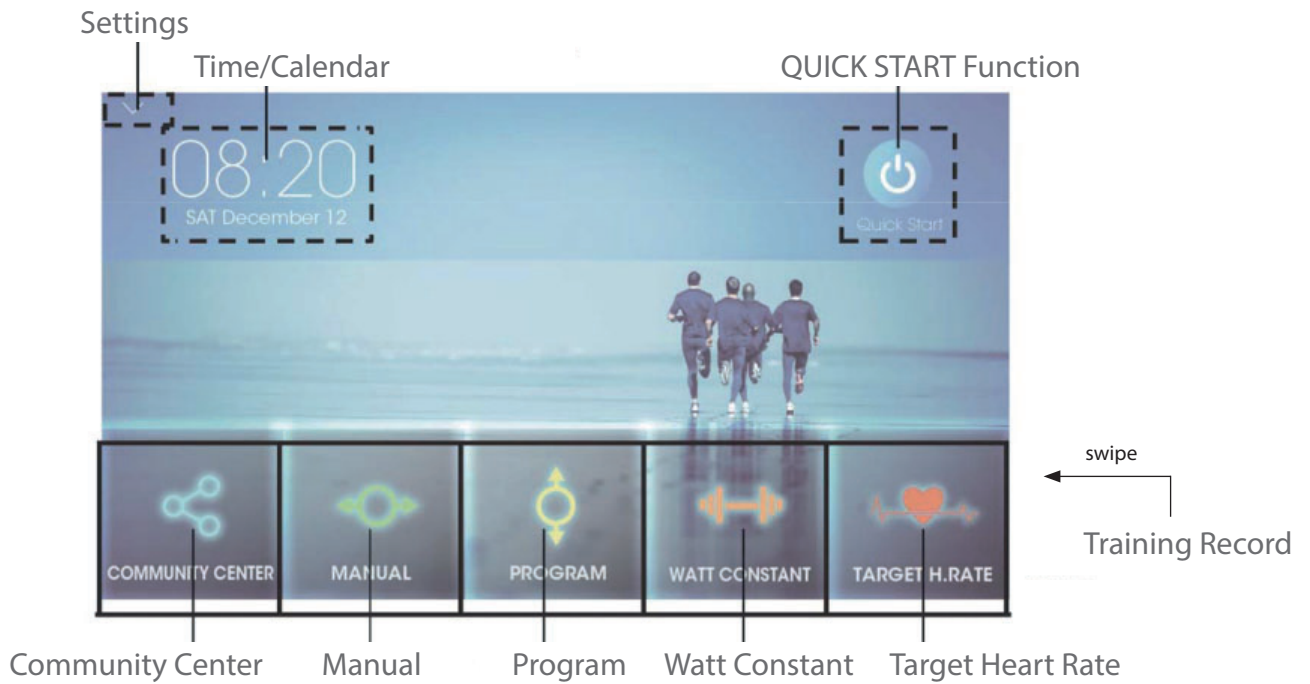 Settings
Time/Calendar
QUICK START Function
08:20
SAT December 12
Quick Start
swipe
Training Record
COMMUNITY CENTER
MANUAL
PROGRAM
WATT CONSTANT
TARGET H.RATE
Community Center
Manual
Program
Watt Constant
Target Heart Rate